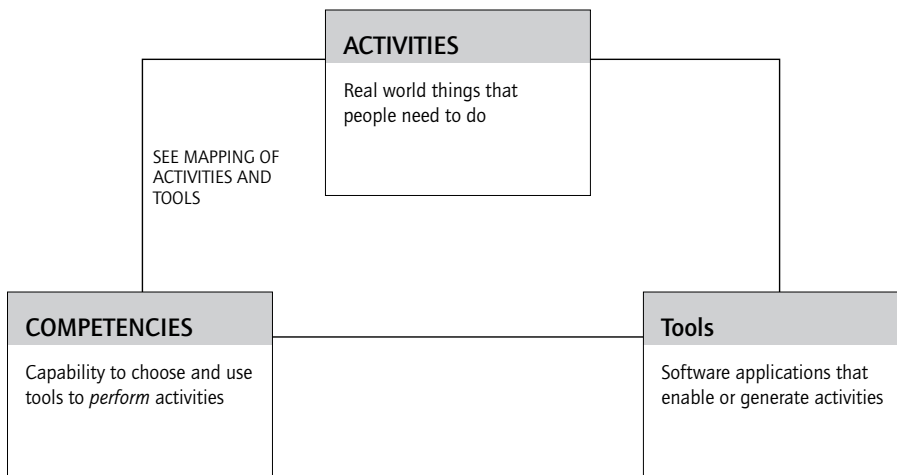 ACTIVITIES
Real world things that
people need to do
SEE MAPPING OF
ACTIVITIES AND
TOOLS
COMPETENCIES
Capability to choose and use
tools to perform activities
Tools
Software applications that
enable or generate activities